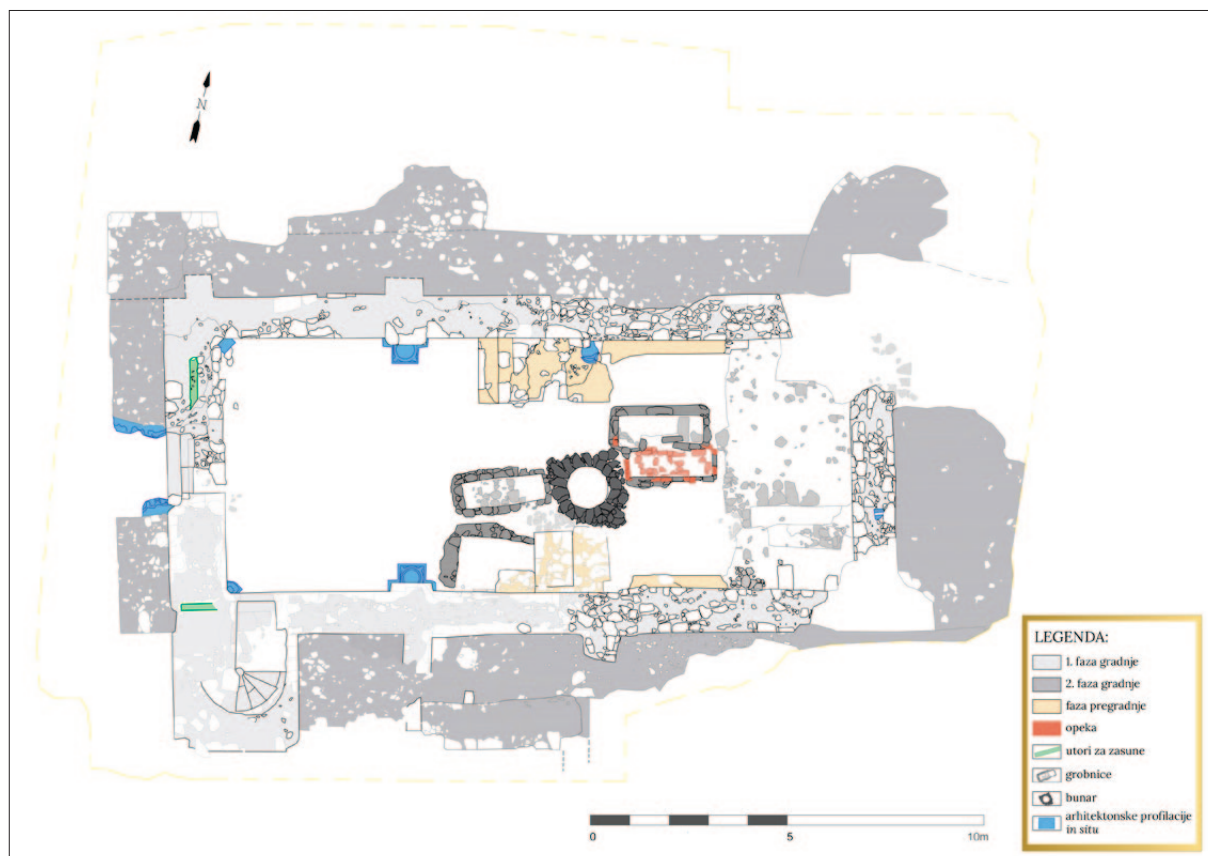 N
LEGENDA:
1. faza gradnje
2. faza gradnje
faza pregradnje
opeka
utori za zasune
grobnice
bunar
arhitektonske profilacije
in situ
0 5 10m